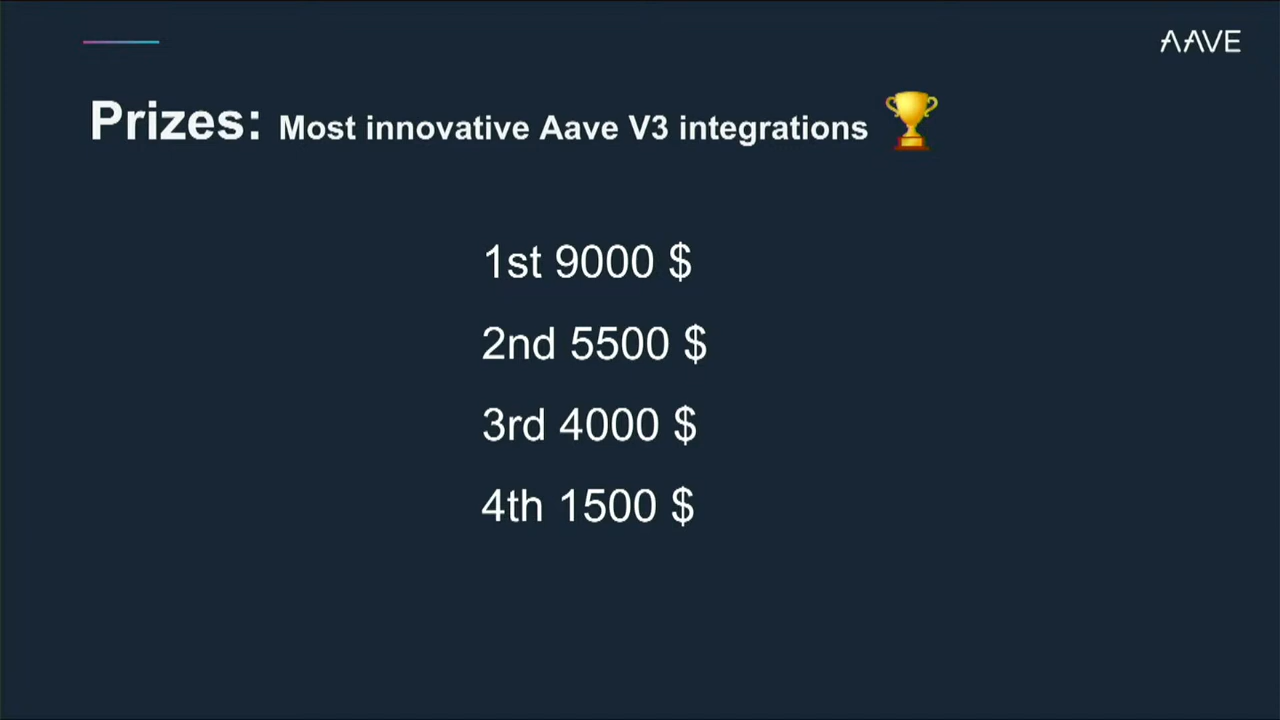 AAVE
Prizes: Most innovative Aave V3 integrations
1st 9000 $
2nd 5500 $
3rd 4000 $
4th 1500 $